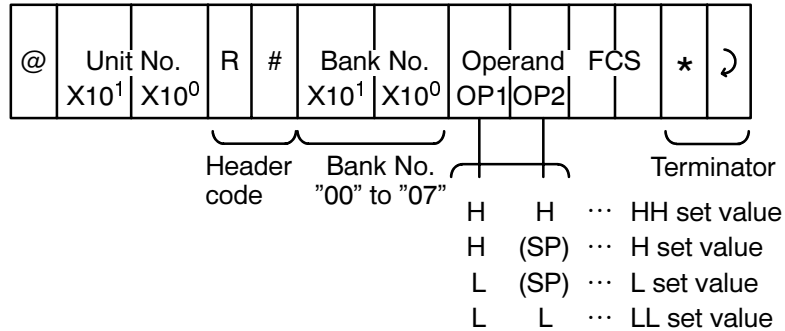 @ Unit No. R # Bank No. Operand FCS * ⤸
X10¹ X10⁰ X10¹ X10⁰ OP1 OP2
Header code Bank No. "00" to "07" Terminator
H H ⋯ HH set value
H (SP) ⋯ H set value
L (SP) ⋯ L set value
L L ⋯ LL set value